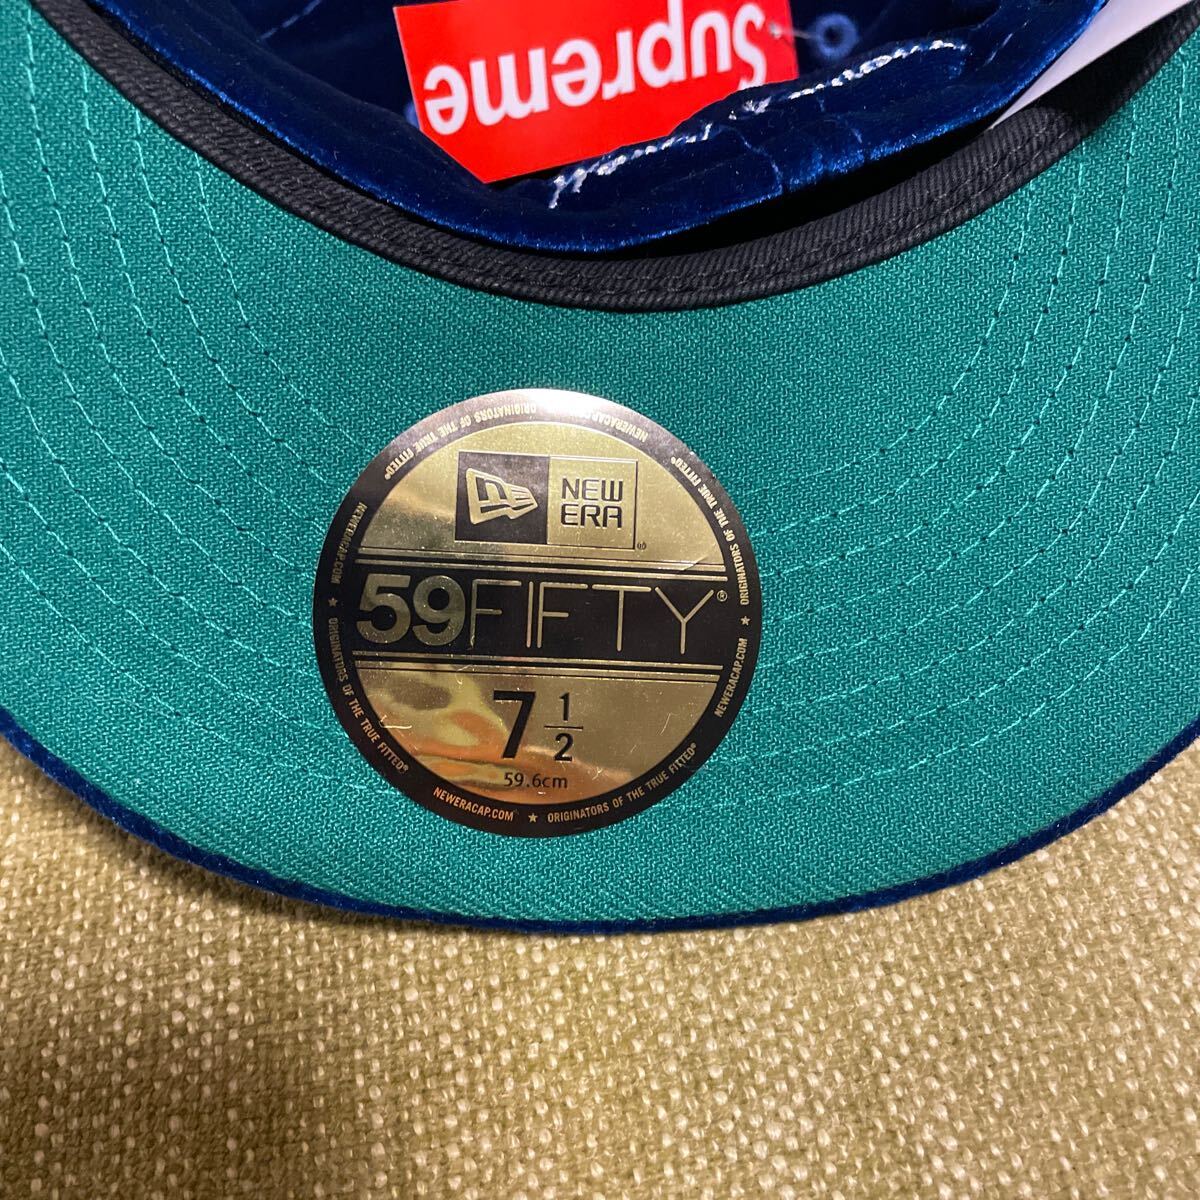 Supreme
NEW
ERA
59FIFTY®
7 1/2
59.6cm
NEWERACAP.COM ★ ORIGINATORS OF THE TRUE FITTED®
NEWERACAP.COM ★ ORIGINATORS OF THE TRUE FITTED®
NEWERACAP.COM ★ ORIGINATORS OF THE TRUE FITTED®
NEWERACAP.COM ORIGINATORS OF THE TRUE FITTED®